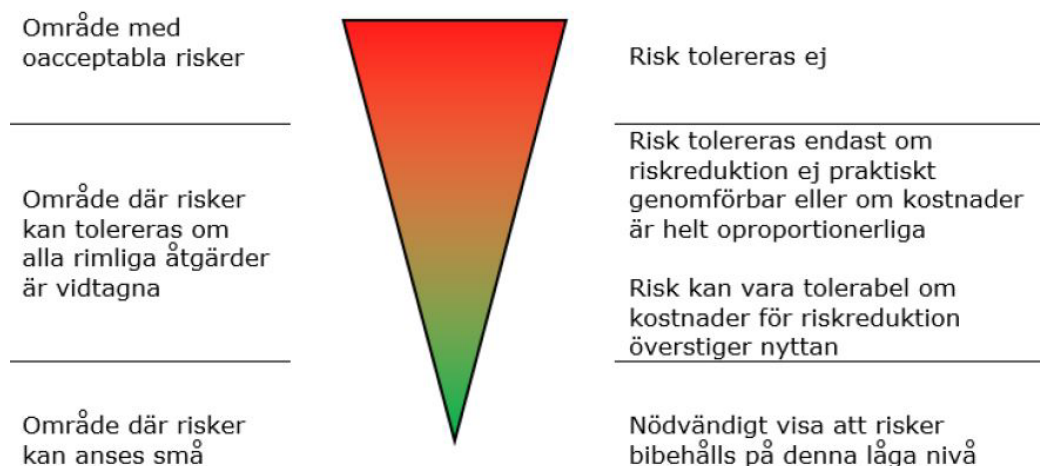 Område med
oacceptabla risker
Risk tolereras ej
Område där risker
kan tolereras om
alla rimliga åtgärder
är vidtagna
Risk tolereras endast om
riskreduktion ej praktiskt
genomförbar eller om kostnader
är helt oproportionerliga
Risk kan vara tolerabel om
kostnader för riskreduktion
överstiger nyttan
Område där risker
kan anses små
Nödvändigt visa att risker
bibehålls på denna låga nivå